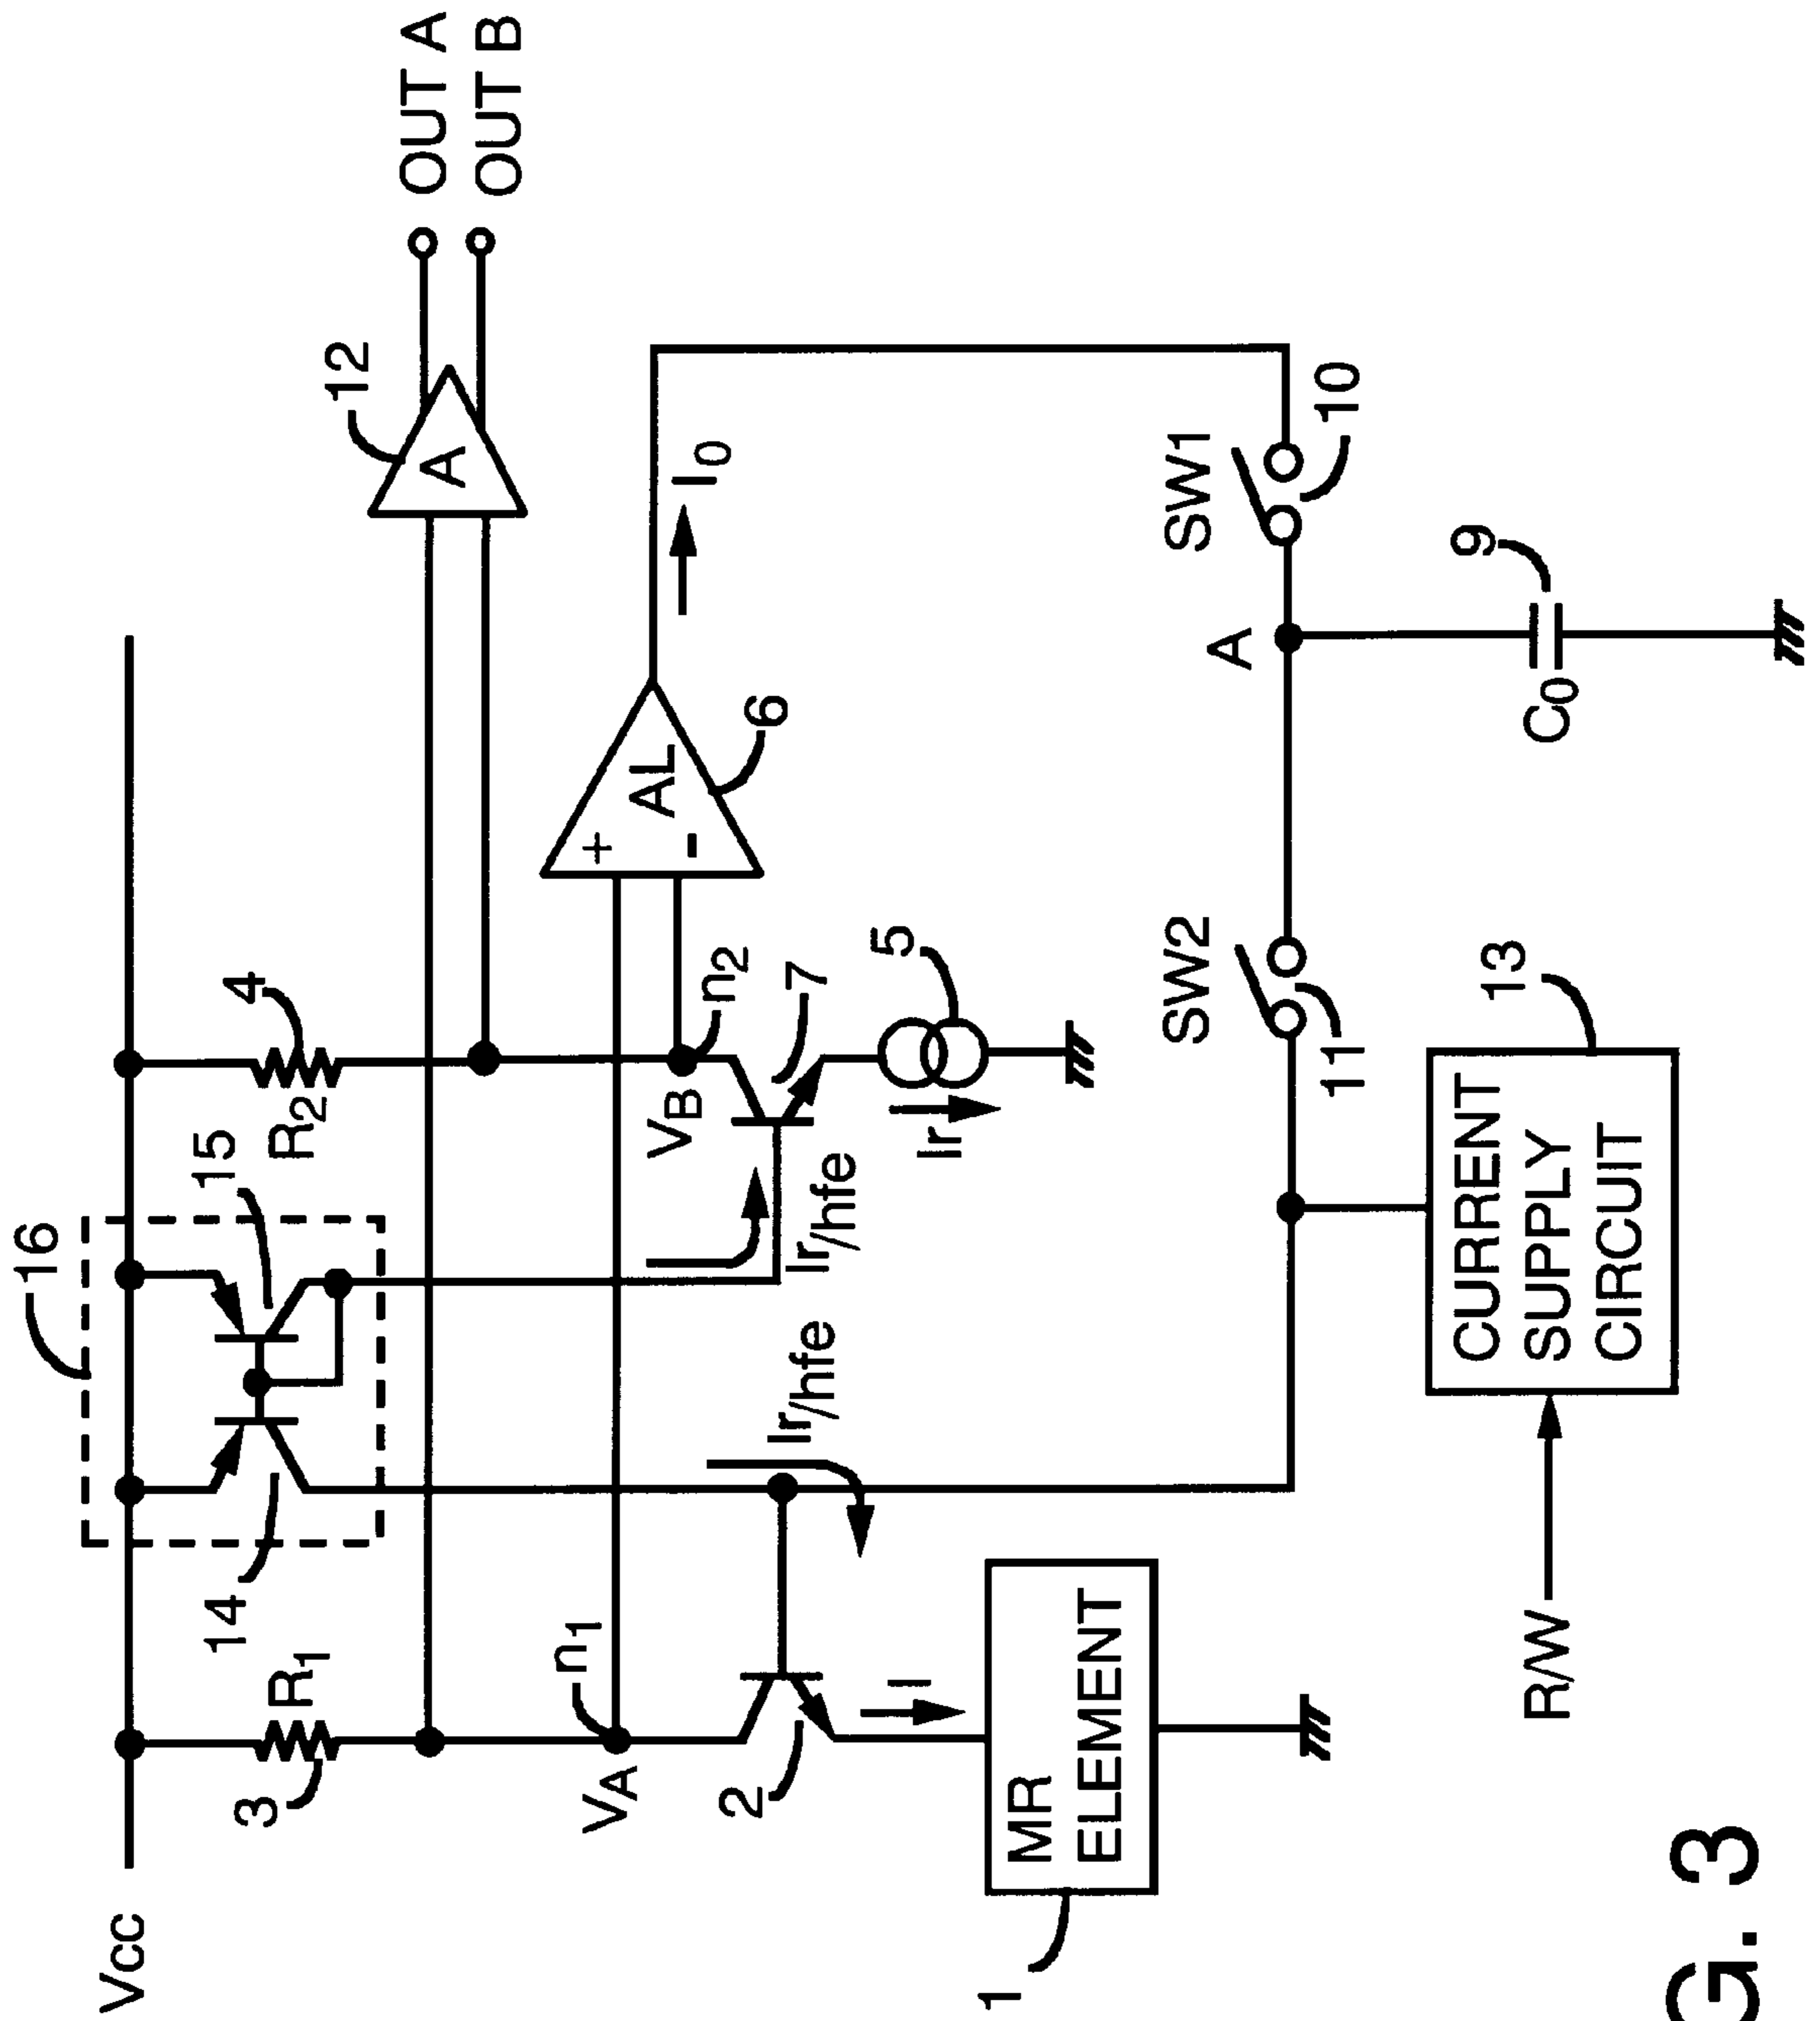 16
Vcc
3
R1
14
15
R2
4
12
A
OUT A
OUT B
n1
VA
VB
n2
+
AL
-
6
I0
2
Ir/hfe
Ir/hfe
7
I
Ir
5
1
MR
ELEMENT
SW2
11
A
SW1
10
R/W
CURRENT
SUPPLY
CIRCUIT
13
C0
9
G. 3